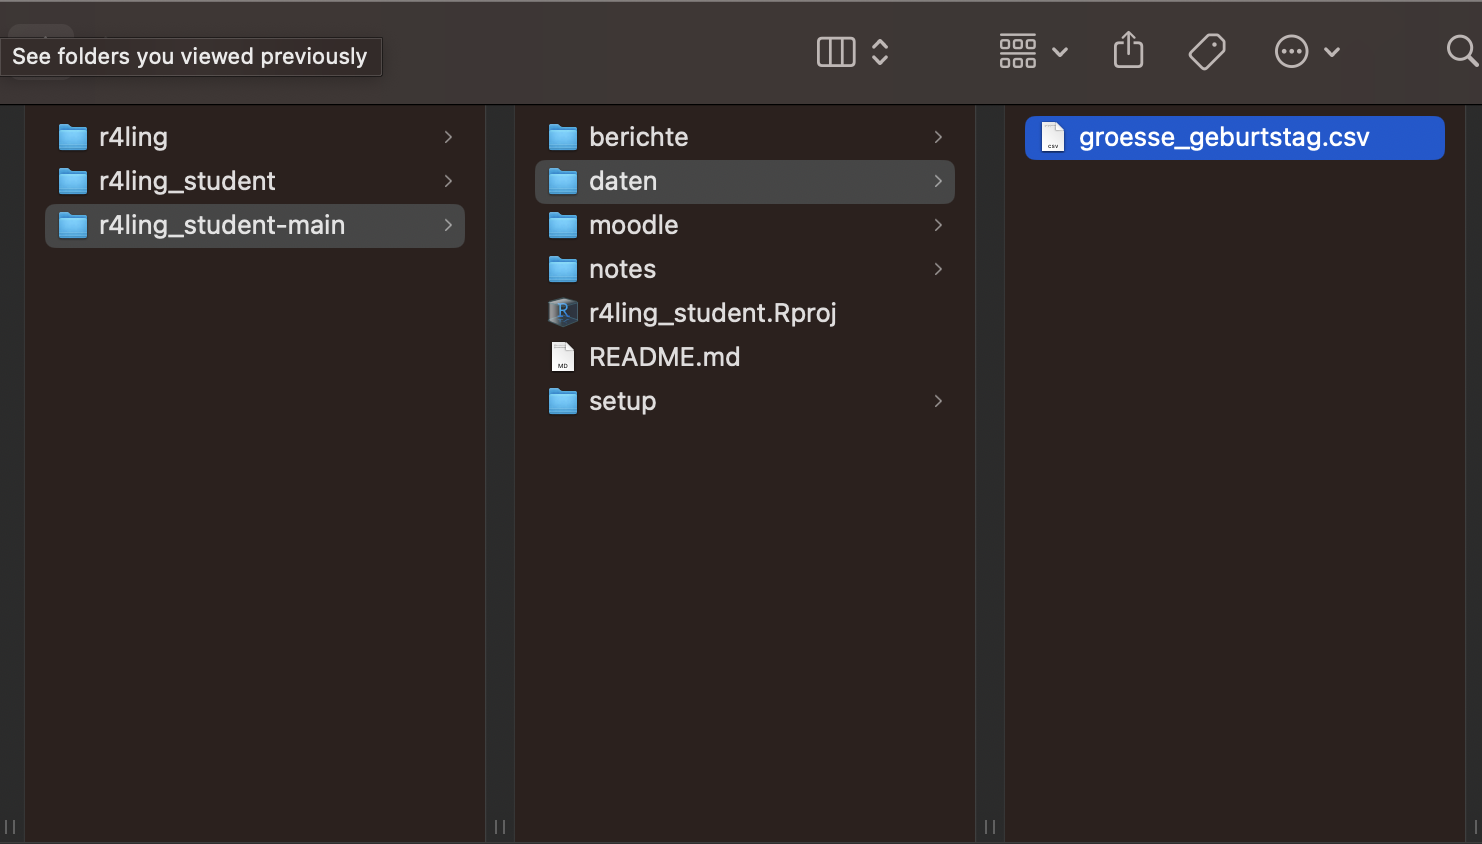 See folders you viewed previously
r4ling
r4ling_student
r4ling_student-main
berichte
daten
moodle
notes
r4ling_student.Rproj
README.md
setup
groesse_geburtstag.csv